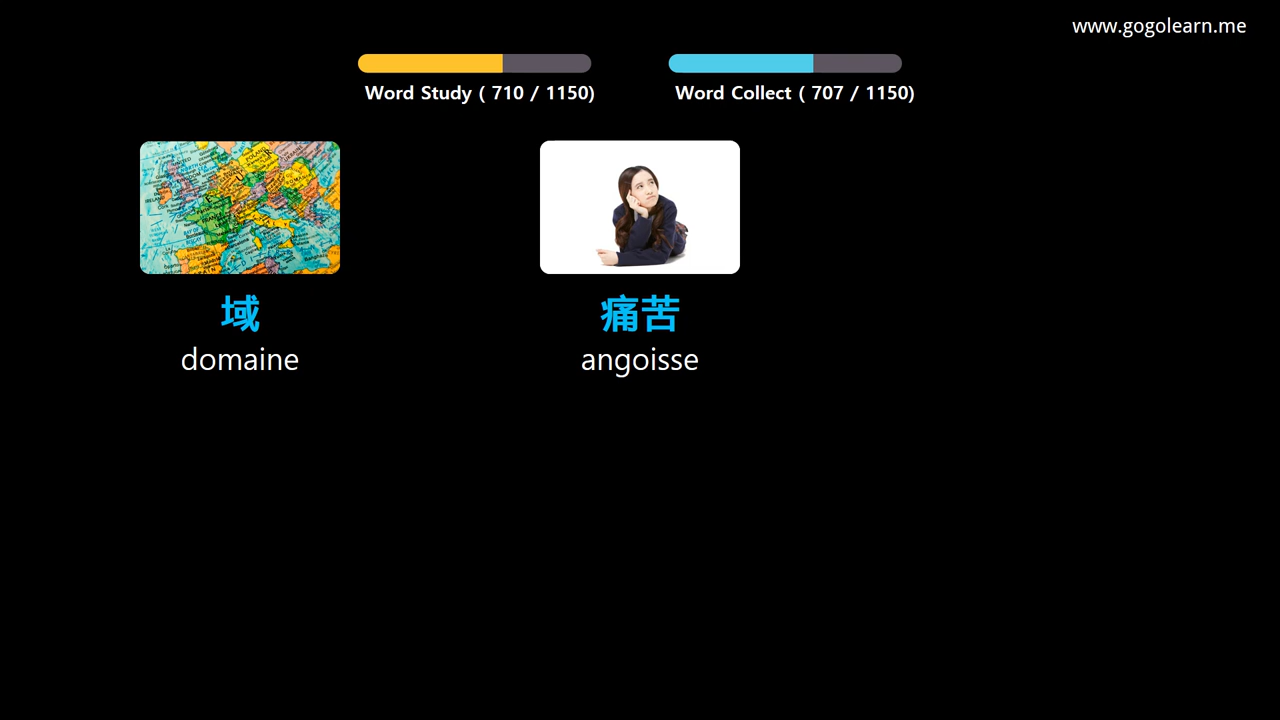 www.gogolearn.me
Word Study ( 710 / 1150)
Word Collect ( 707 / 1150)
域
domaine
痛苦
angoisse